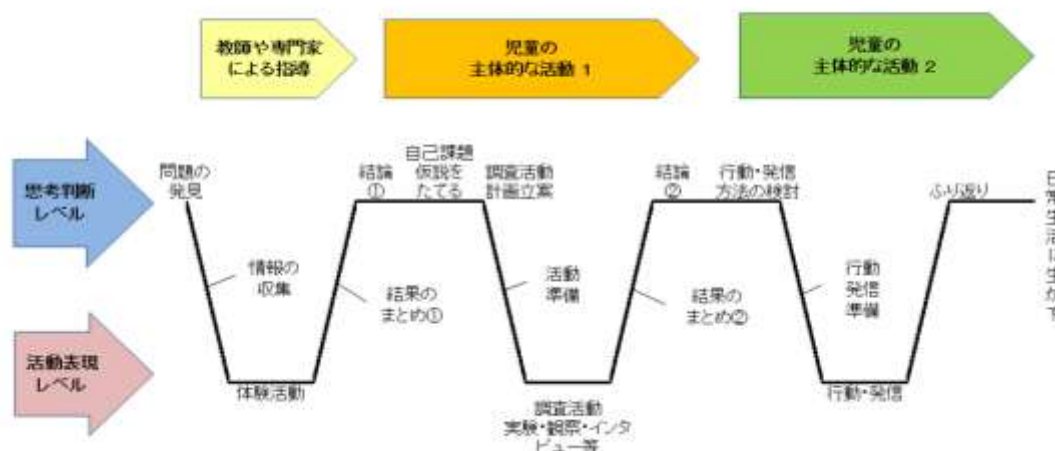 教師や専門家
による指導
児童の
主体的な活動 1
児童の
主体的な活動 2
思考判断
レベル
問題の
発見
結論
①
自己課題
仮説を
たてる
調査活動
計画立案
結論
②
行動・発信
方法の検討
ふり返り
日常生活に生かす
情報の
収集
結果の
まとめ①
活動
準備
結果の
まとめ②
行動
発信
準備
活動表現
レベル
体験活動
調査活動
実験・観察・インタ
ビュー等
行動・発信